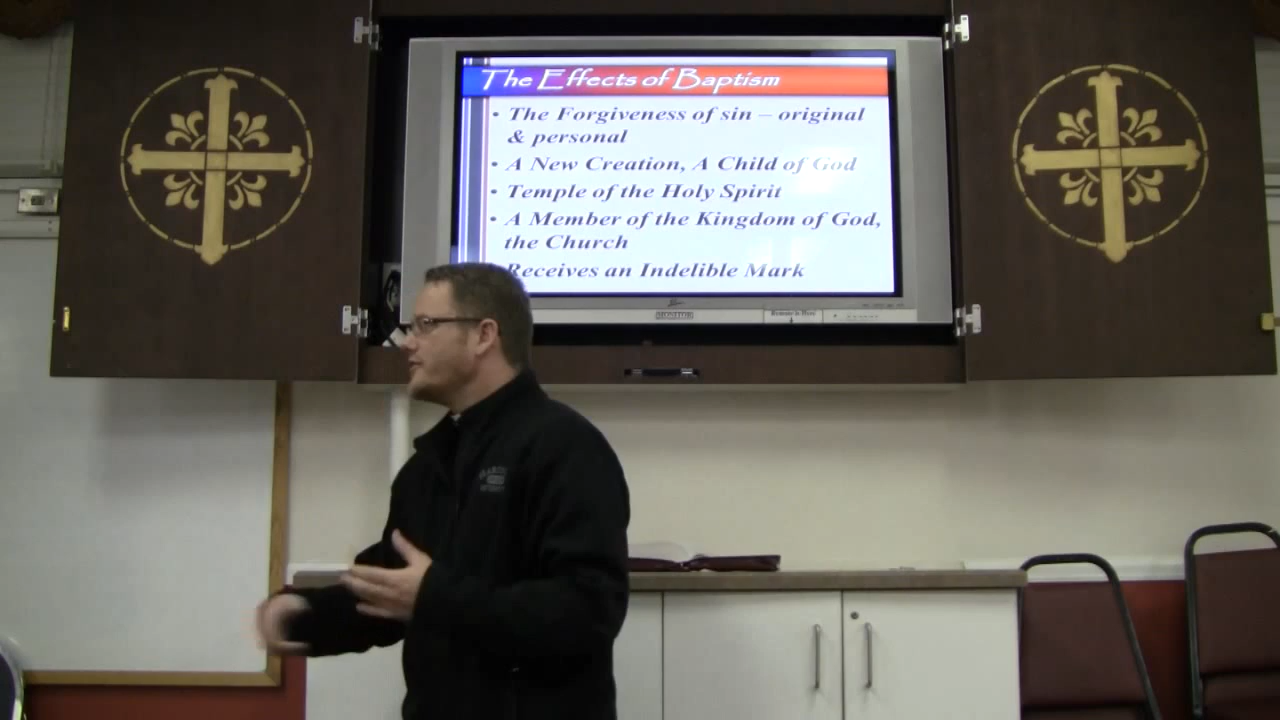 The Effects of Baptism
• The Forgiveness of sin – original
& personal
• A New Creation, A Child of God
• Temple of the Holy Spirit
• A Member of the Kingdom of God,
the Church
Receives an Indelible Mark
MONITOR